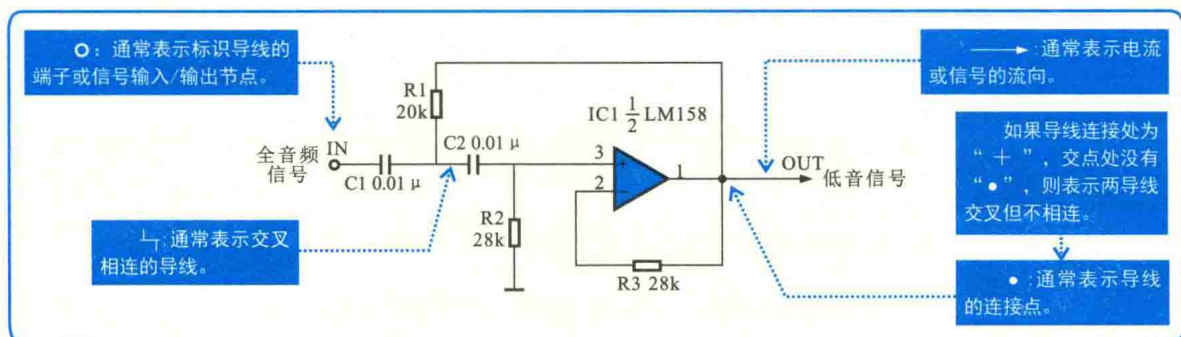 O：通常表示标识导线的
端子或信号输入/输出节点。
R1
20k
IC1 1/2 LM158
全音频
信号
IN
C1 0.01 μ
C2 0.01 μ
3
+
2
−
1
OUT
低音信号
R2
28k
R3 28k
:通常表示交叉
相连的导线。
:通常表示电流
或信号的流向。
如果导线连接处为
“ + ”，交点处没有
“●”，则表示两导线
交叉但不相连。
● :通常表示导线
的连接点。